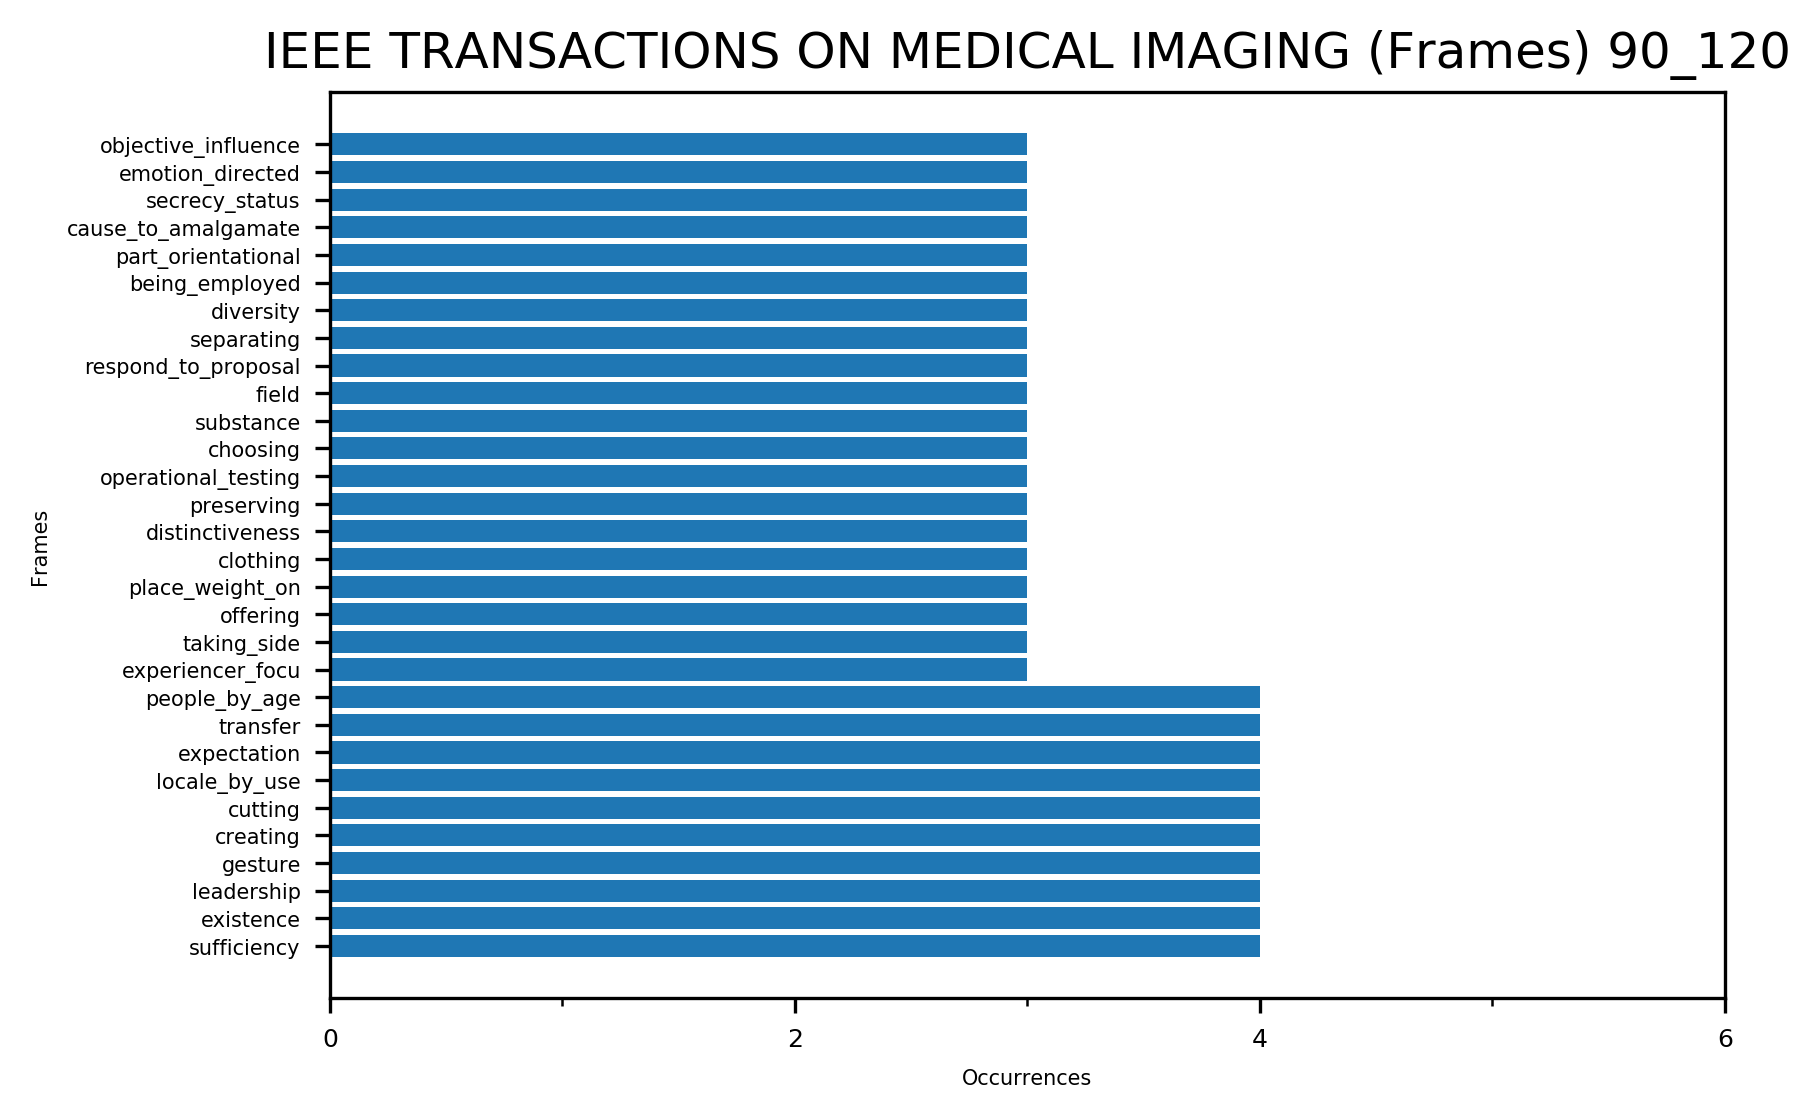 IEEE TRANSACTIONS ON MEDICAL IMAGING (Frames) 90_120
objective_influence
emotion_directed
secrecy_status
cause_to_amalgamate
part_orientational
being_employed
diversity
separating
respond_to_proposal
field
substance
choosing
operational_testing
preserving
distinctiveness
clothing
place_weight_on
offering
taking_side
experiencer_focu
people_by_age
transfer
expectation
locale_by_use
cutting
creating
gesture
leadership
existence
sufficiency
Frames
0 2 4 6
Occurrences